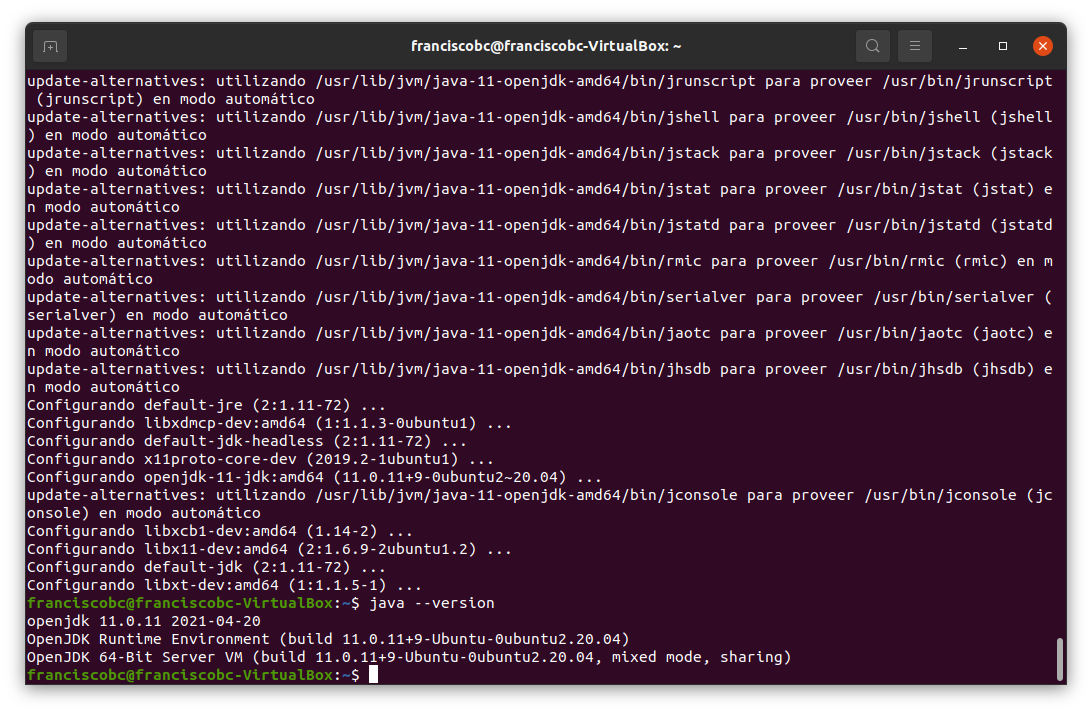 franciscobc@franciscobc-VirtualBox: ~
update-alternatives: utilizando /usr/lib/jvm/java-11-openjdk-amd64/bin/jrunscript para proveer /usr/bin/jrunscript
 (jrunscript) en modo automático
update-alternatives: utilizando /usr/lib/jvm/java-11-openjdk-amd64/bin/jshell para proveer /usr/bin/jshell (jshell
) en modo automático
update-alternatives: utilizando /usr/lib/jvm/java-11-openjdk-amd64/bin/jstack para proveer /usr/bin/jstack (jstack
) en modo automático
update-alternatives: utilizando /usr/lib/jvm/java-11-openjdk-amd64/bin/jstat para proveer /usr/bin/jstat (jstat) e
n modo automático
update-alternatives: utilizando /usr/lib/jvm/java-11-openjdk-amd64/bin/jstatd para proveer /usr/bin/jstatd (jstatd
) en modo automático
update-alternatives: utilizando /usr/lib/jvm/java-11-openjdk-amd64/bin/rmic para proveer /usr/bin/rmic (rmic) en m
odo automático
update-alternatives: utilizando /usr/lib/jvm/java-11-openjdk-amd64/bin/serialver para proveer /usr/bin/serialver (
serialver) en modo automático
update-alternatives: utilizando /usr/lib/jvm/java-11-openjdk-amd64/bin/jaotc para proveer /usr/bin/jaotc (jaotc) e
n modo automático
update-alternatives: utilizando /usr/lib/jvm/java-11-openjdk-amd64/bin/jhsdb para proveer /usr/bin/jhsdb (jhsdb) e
n modo automático
Configurando default-jre (2:1.11-72) ...
Configurando libxdmcp-dev:amd64 (1:1.1.3-0ubuntu1) ...
Configurando default-jdk-headless (2:1.11-72) ...
Configurando x11proto-core-dev (2019.2-1ubuntu1) ...
Configurando openjdk-11-jdk:amd64 (11.0.11+9-0ubuntu2~20.04) ...
update-alternatives: utilizando /usr/lib/jvm/java-11-openjdk-amd64/bin/jconsole para proveer /usr/bin/jconsole (jc
onsole) en modo automático
Configurando libxcb1-dev:amd64 (1.14-2) ...
Configurando libx11-dev:amd64 (2:1.6.9-2ubuntu1.2) ...
Configurando default-jdk (2:1.11-72) ...
Configurando libxt-dev:amd64 (1:1.1.5-1) ...
franciscobc@franciscobc-VirtualBox:~$ java --version
openjdk 11.0.11 2021-04-20
OpenJDK Runtime Environment (build 11.0.11+9-Ubuntu-0ubuntu2.20.04)
OpenJDK 64-Bit Server VM (build 11.0.11+9-Ubuntu-0ubuntu2.20.04, mixed mode, sharing)
franciscobc@franciscobc-VirtualBox:~$